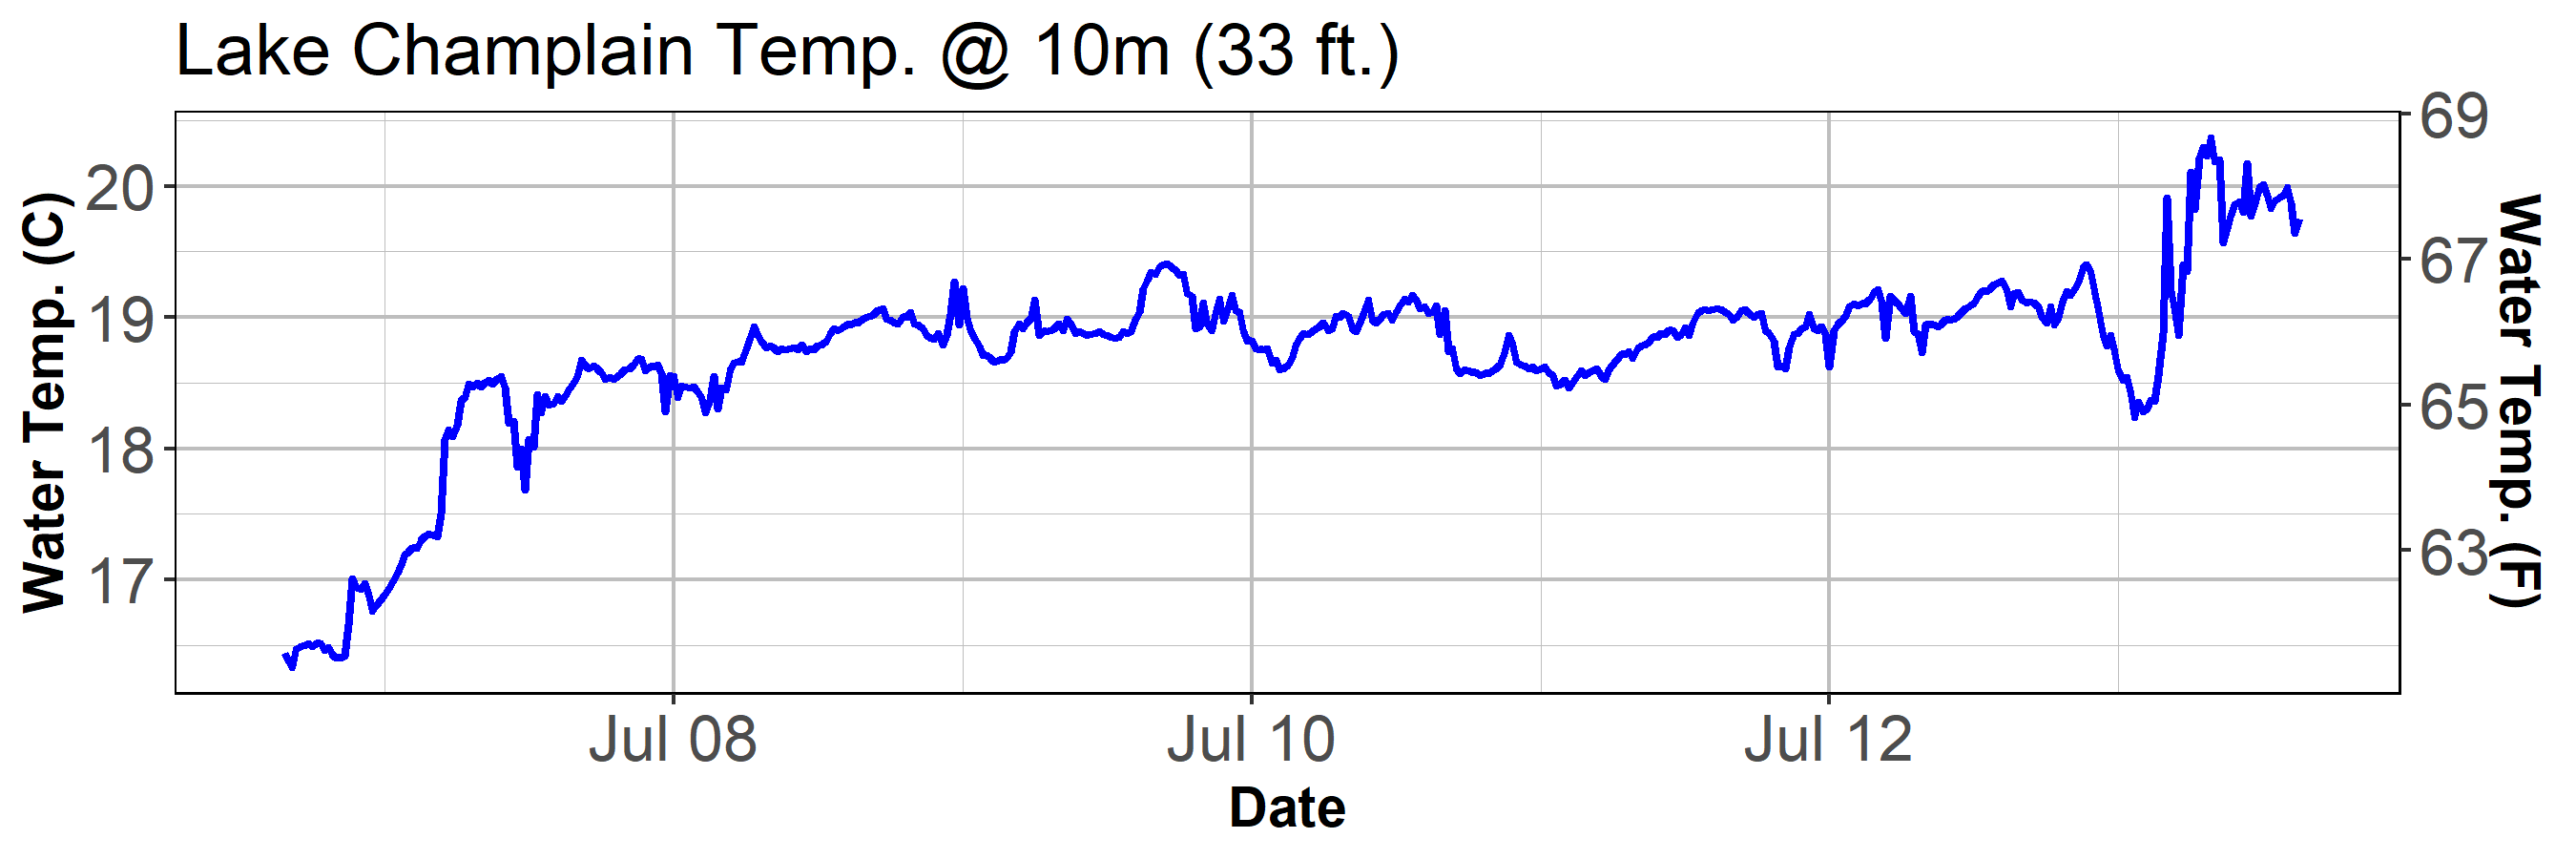 Lake Champlain Temp. @ 10m (33 ft.)
Water Temp. (C)
20
19
18
17
69
67
65
63
Water Temp. (F)
Jul 08
Jul 10
Jul 12
Date